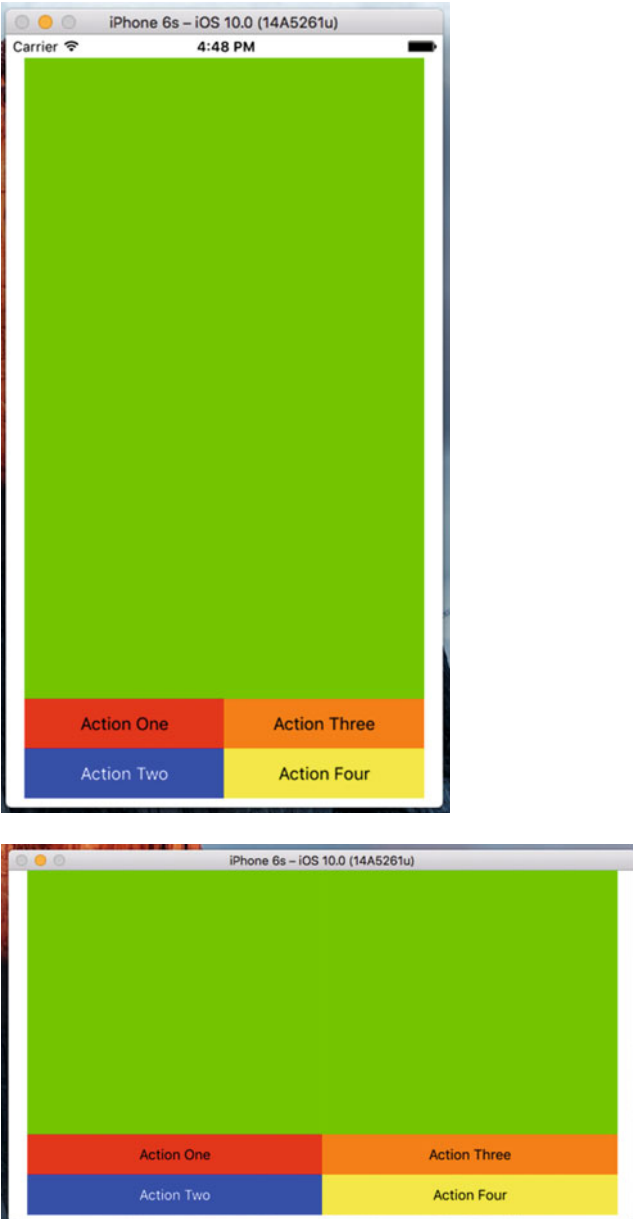 iPhone 6s – iOS 10.0 (14A5261u)
Carrier 4:48 PM
Action One Action Three
Action Two Action Four
iPhone 6s – iOS 10.0 (14A5261u)
Action One Action Three
Action Two Action Four